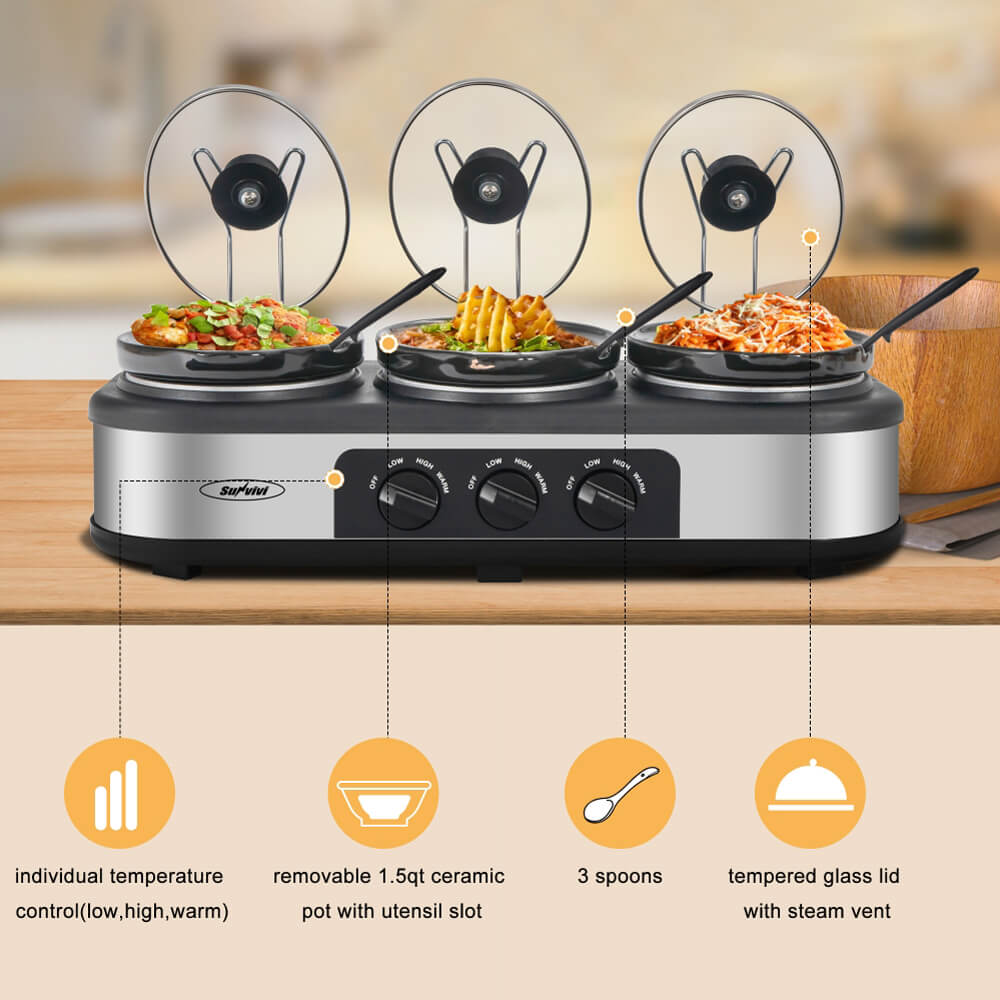 OFF LOW HIGH WARM
OFF LOW HIGH WARM
OFF LOW HIGH WARM
Sunvivi
individual temperature
control(low,high,warm)
removable 1.5qt ceramic
pot with utensil slot
3 spoons
tempered glass lid
with steam vent